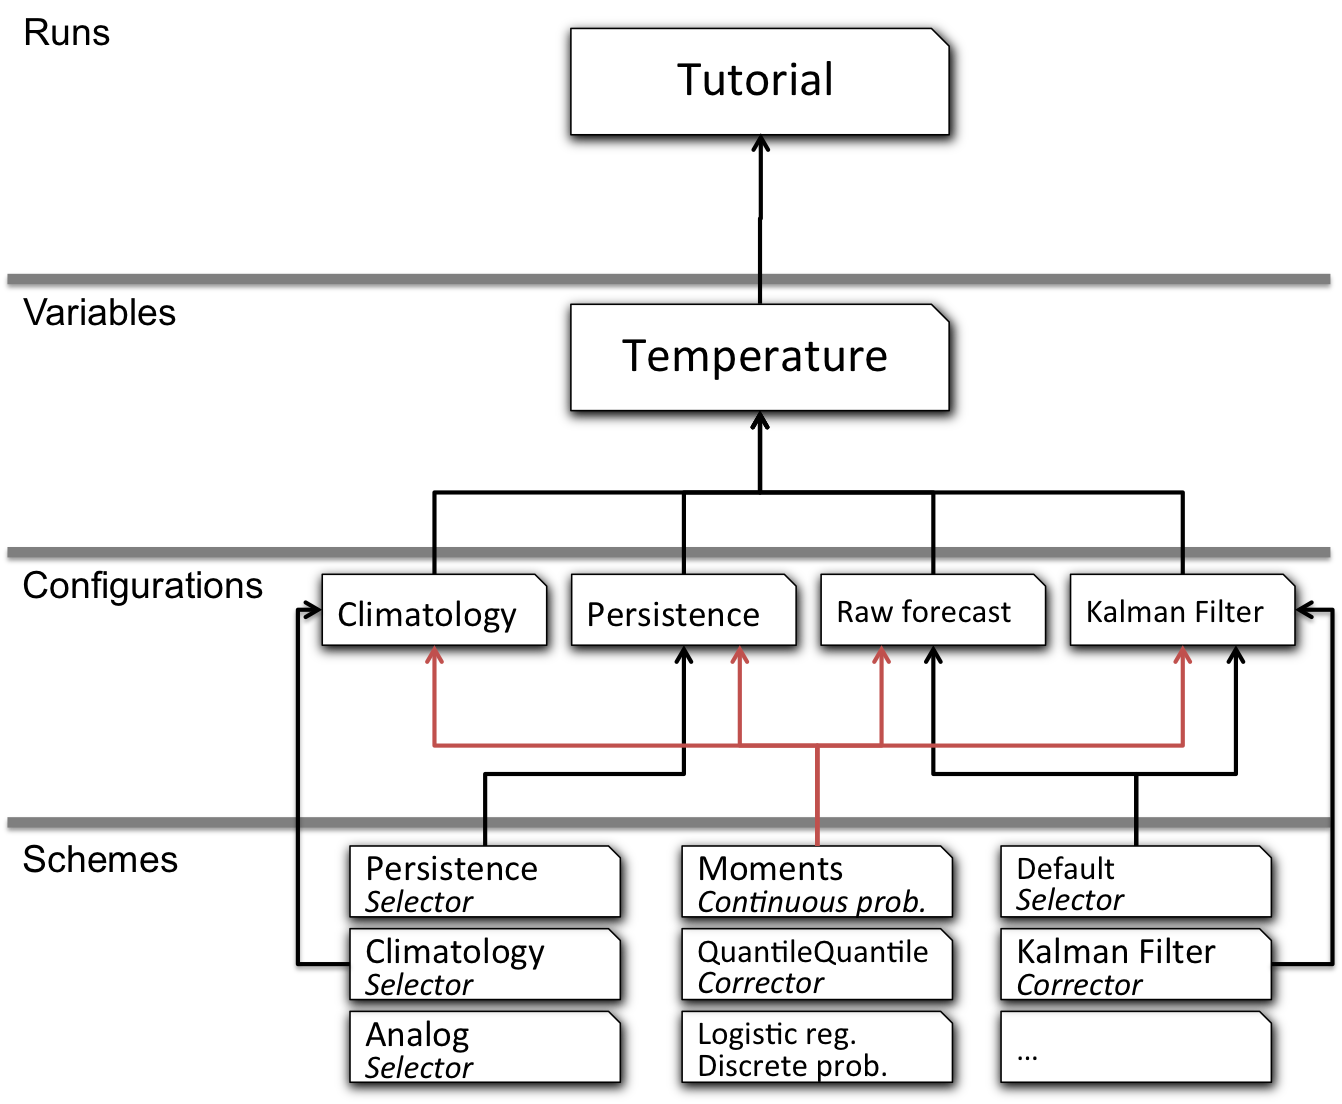 Runs
Tutorial
Variables
Temperature
Configurations
Climatology
Persistence
Raw forecast
Kalman Filter
Schemes
Persistence
Selector
Moments
Continuous prob.
Default
Selector
Climatology
Selector
QuantileQuantile
Corrector
Kalman Filter
Corrector
Analog
Selector
Logistic reg.
Discrete prob.
...